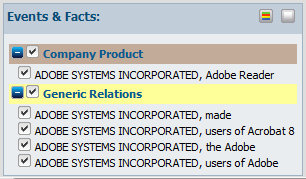 Events & Facts:
Company Product
ADOBE SYSTEMS INCORPORATED, Adobe Reader
Generic Relations
ADOBE SYSTEMS INCORPORATED, made
ADOBE SYSTEMS INCORPORATED, users of Acrobat 8
ADOBE SYSTEMS INCORPORATED, the Adobe
ADOBE SYSTEMS INCORPORATED, users of Adobe